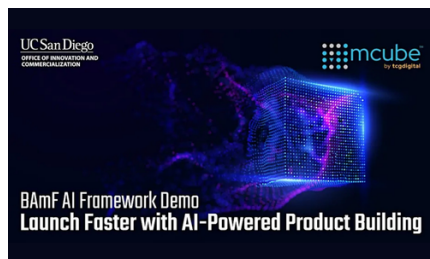 UC San Diego
OFFICE OF INNOVATION AND
COMMERCIALIZATION
mcube™
by tcgdigital
BAmF AI Framework Demo
Launch Faster with AI-Powered Product Building